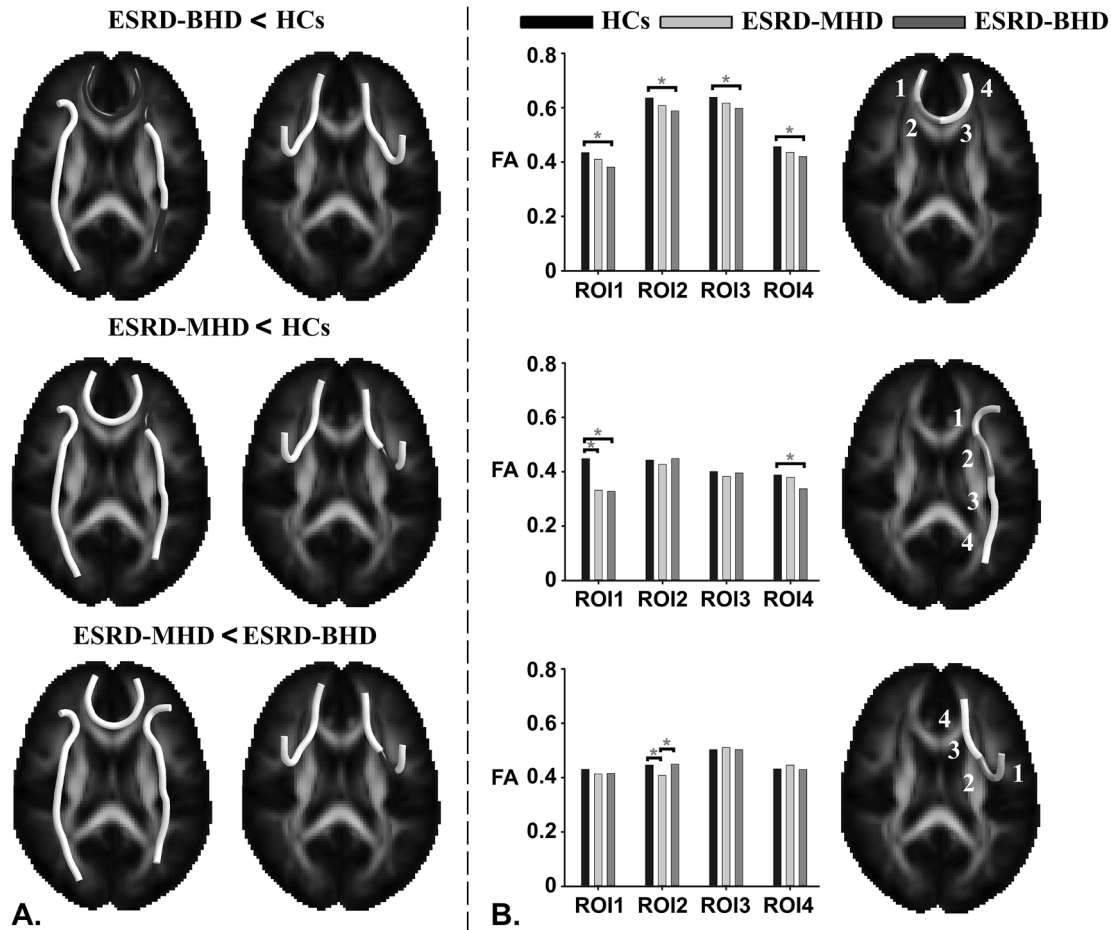 ESRD-BHD < HCs
ESRD-MHD < HCs
ESRD-MHD < ESRD-BHD
A.
HCs ESRD-MHD ESRD-BHD
0.8
0.6
0.4
0.2
0
FA
* * * *
ROI1 ROI2 ROI3 ROI4
1 4
2 3
0.8
0.6
0.4
0.2
0
FA
* * *
ROI1 ROI2 ROI3 ROI4
1
2
3
4
0.8
0.6
0.4
0.2
0
FA
* *
ROI1 ROI2 ROI3 ROI4
4
3
2 1
B.